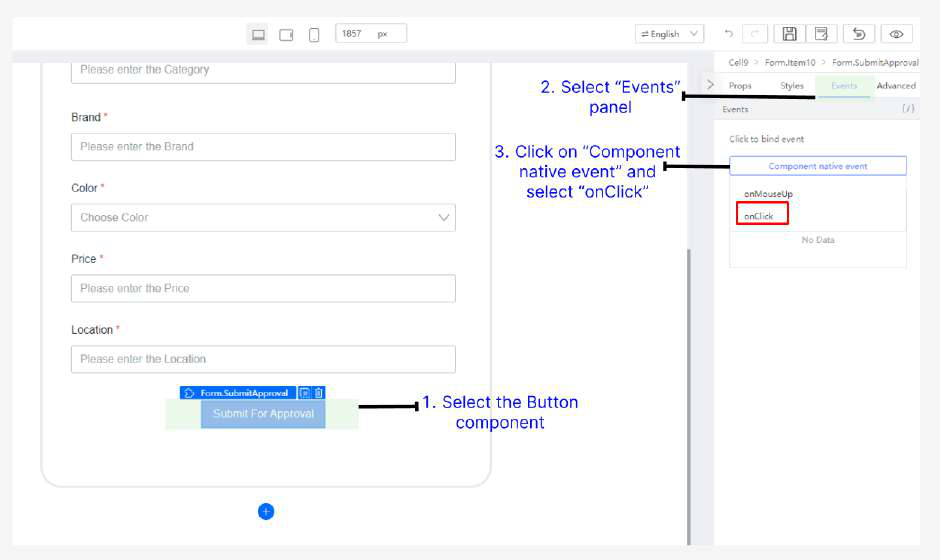 1857 px
English
Cell9 > Form.Item10 > Form.SubmitApproval
Props Styles Events Advanced
Events {/}
Click to bind event
Component native event
onMouseUp
onClick
No Data
Please enter the Category
Brand *
Please enter the Brand
Color *
Choose Color
Price *
Please enter the Price
Location *
Please enter the Location
Form.SubmitApproval
Submit For Approval
1. Select the Button
component
2. Select “Events”
panel
3. Click on “Component
native event” and
select “onClick”